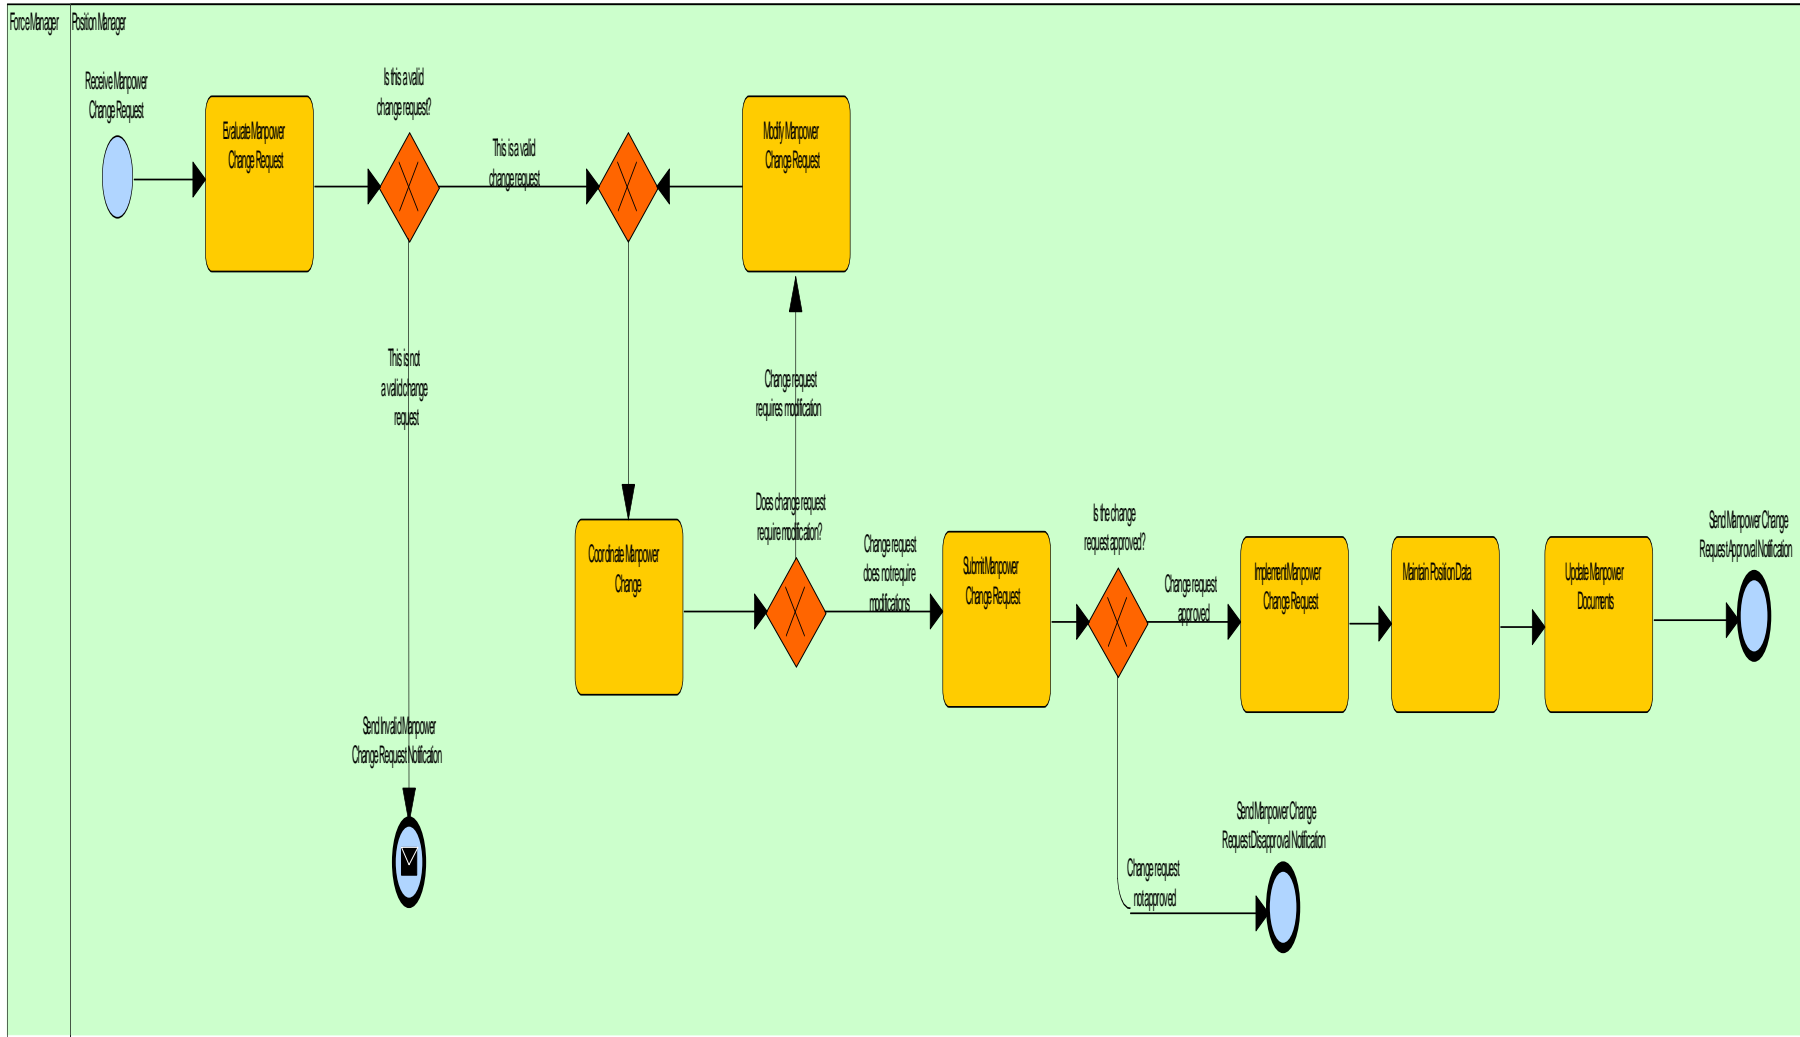 Force Manager
Position Manager
Receive Manpower
Change Request
Evaluate Manpower
Change Request
Is this a valid
change request?
This is a valid
change request
Modify Manpower
Change Request
This is not
a valid change
request
Change request
requires modification
Does change request
require modification?
Coordinate Manpower
Change
Change request
does not require
modifications
Submit Manpower
Change Request
Is the change
request approved?
Change request
approved
Implement Manpower
Change Request
Maintain Position Data
Update Manpower
Documents
Send Manpower Change
Request Approval Notification
Send Invalid Manpower
Change Request Notification
Send Manpower Change
Request Disapproval Notification
Change request
not approved